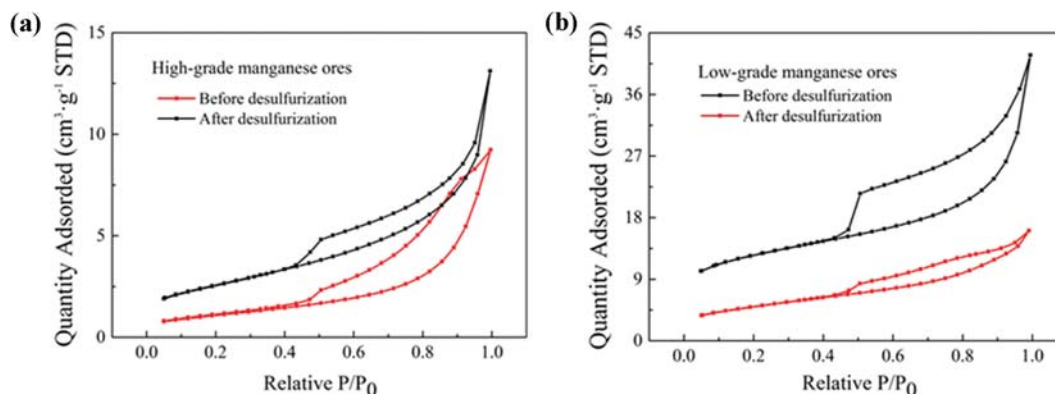 (a)
15
10
5
0
Quantity Adsorded (cm³·g⁻¹ STD)
High-grade manganese ores
Before desulfurization
After desulfurization
0.0 0.2 0.4 0.6 0.8 1.0
Relative P/P₀
(b)
45
36
27
18
9
0
Quantity Adsorded (cm³·g⁻¹ STD)
Low-grade manganese ores
Before desulfurization
After desulfurization
0.0 0.2 0.4 0.6 0.8 1.0
Relative P/P₀